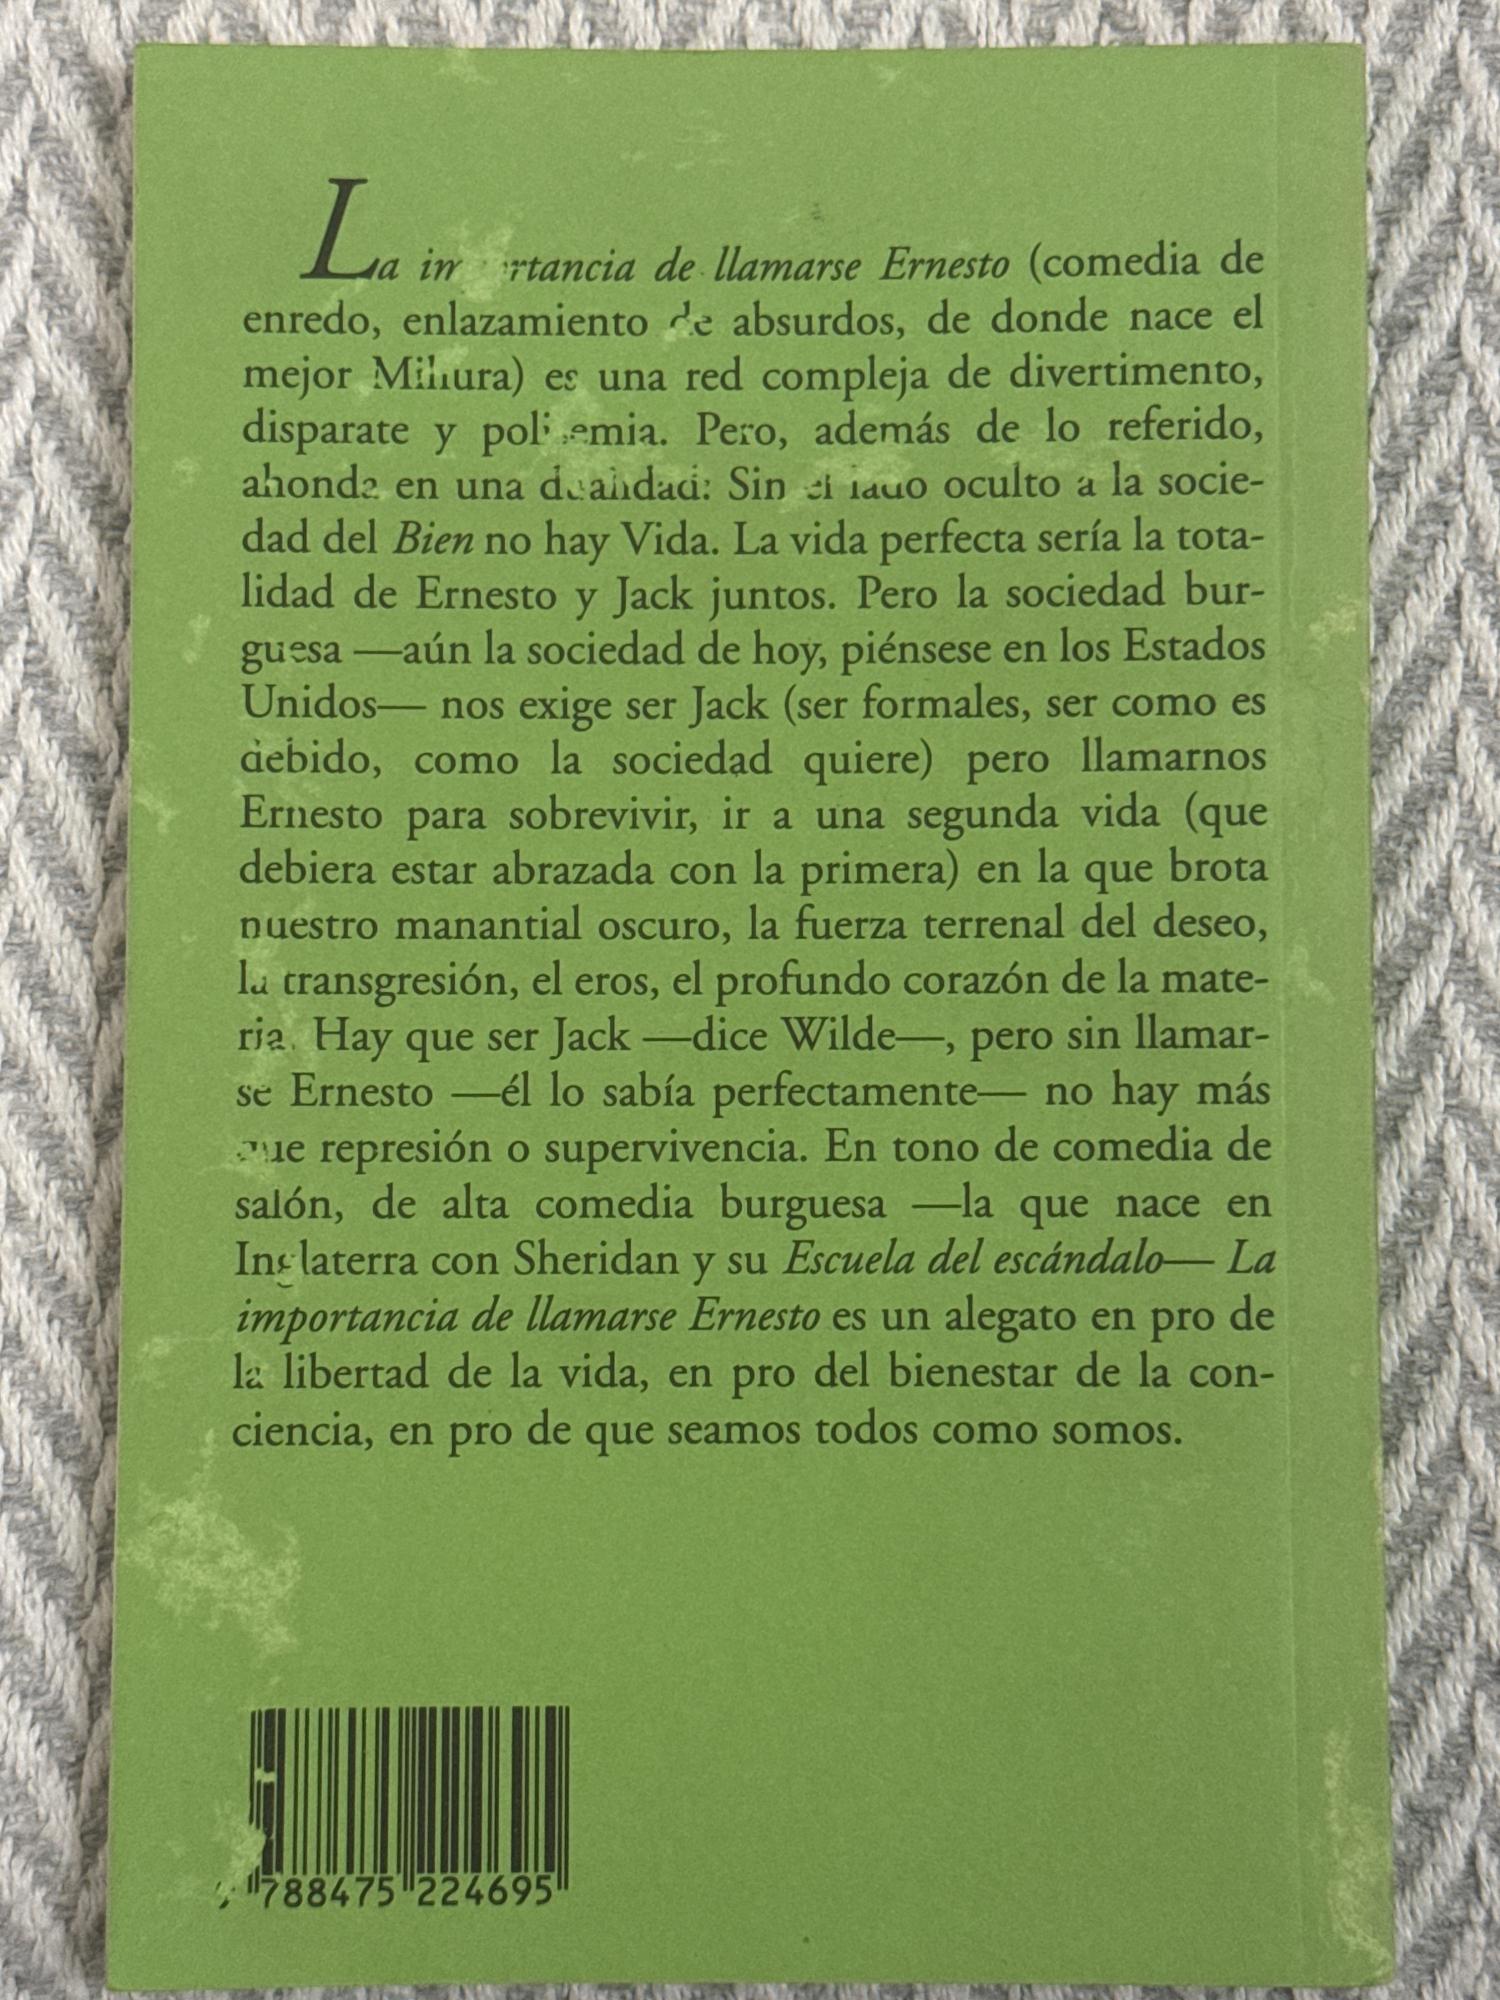 La importancia de llamarse Ernesto (comedia de
enredo, enlazamiento de absurdos, de donde nace el
mejor Mihura) es una red compleja de divertimento,
disparate y polisemia. Pero, además de lo referido,
ahonda en una dualidad: Sin el lado oculto a la socie-
dad del Bien no hay Vida. La vida perfecta sería la tota-
lidad de Ernesto y Jack juntos. Pero la sociedad bur-
guesa —aún la sociedad de hoy, piénsese en los Estados
Unidos— nos exige ser Jack (ser formales, ser como es
debido, como la sociedad quiere) pero llamarnos
Ernesto para sobrevivir, ir a una segunda vida (que
debiera estar abrazada con la primera) en la que brota
nuestro manantial oscuro, la fuerza terrenal del deseo,
la transgresión, el eros, el profundo corazón de la mate-
ria. Hay que ser Jack —dice Wilde—, pero sin llamar-
se Ernesto —él lo sabía perfectamente— no hay más
que represión o supervivencia. En tono de comedia de
salón, de alta comedia burguesa —la que nace en
Inglaterra con Sheridan y su Escuela del escándalo— La
importancia de llamarse Ernesto es un alegato en pro de
la libertad de la vida, en pro del bienestar de la con-
ciencia, en pro de que seamos todos como somos.
9 788475 224695